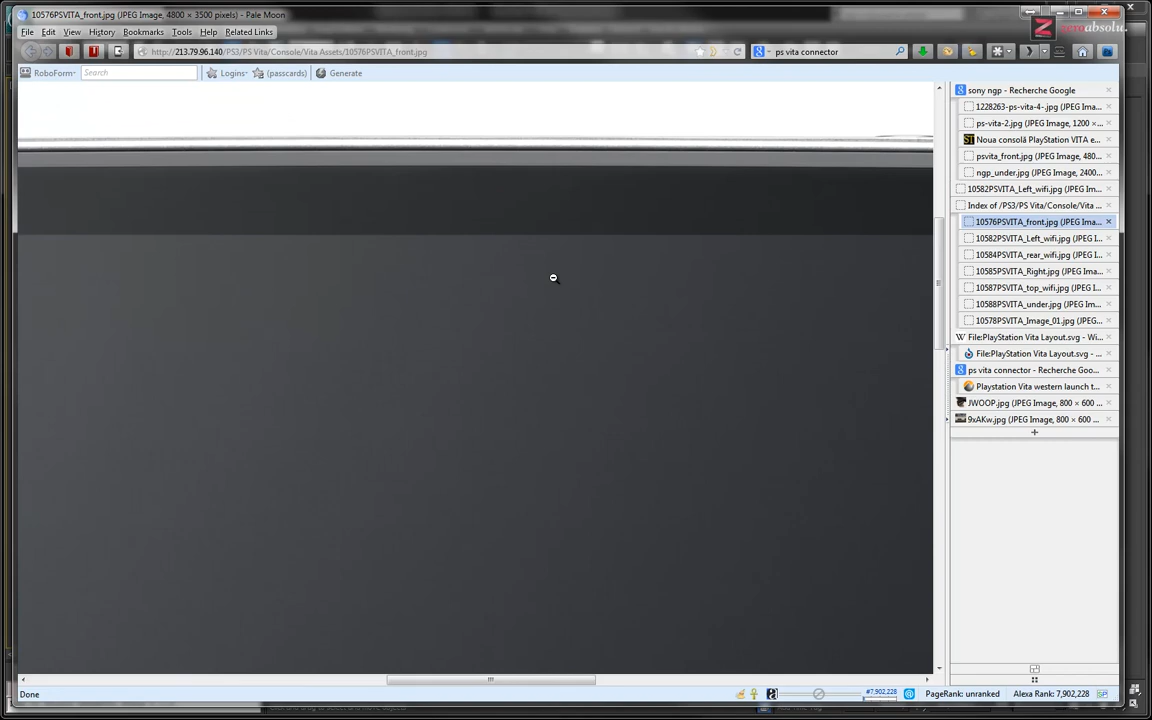 10576PSVITA_front.jpg (JPEG Image, 4800 × 3500 pixels) - Pale Moon
File Edit View History Bookmarks Tools Help Related Links
http://213.79.96.140/PS3/PS Vita/Console/Vita Assets/10576PSVITA_front.jpg
ps vita connector
RoboForm Search Logins (passcards) Generate
sony ngp - Recherche Google
1228263-ps-vita-4-.jpg (JPEG Ima...
ps-vita-2.jpg (JPEG Image, 1200 ×...
Noua consolă PlayStation VITA e...
psvita_front.jpg (JPEG Image, 480...
ngp_under.jpg (JPEG Image, 2400...
10582PSVITA_Left_wifi.jpg (JPEG Im...
Index of /PS3/PS Vita/Console/Vita ...
10576PSVITA_front.jpg (JPEG Ima...
10582PSVITA_Left_wifi.jpg (JPEG I...
10584PSVITA_rear_wifi.jpg (JPEG I...
10585PSVITA_Right.jpg (JPEG Ima...
10587PSVITA_top_wifi.jpg (JPEG I...
10588PSVITA_under.jpg (JPEG Im...
10578PSVITA_Image_01.jpg (JPEG...
File:PlayStation Vita Layout.svg - Wi...
File:PlayStation Vita Layout.svg - ...
ps vita connector - Recherche Goo...
Playstation Vita western launch t...
JWOOP.jpg (JPEG Image, 800 × 600 ...
9xAKw.jpg (JPEG Image, 800 × 600 ...
Done
#7,902,228
PageRank: unranked
Alexa Rank: 7,902,228
SP